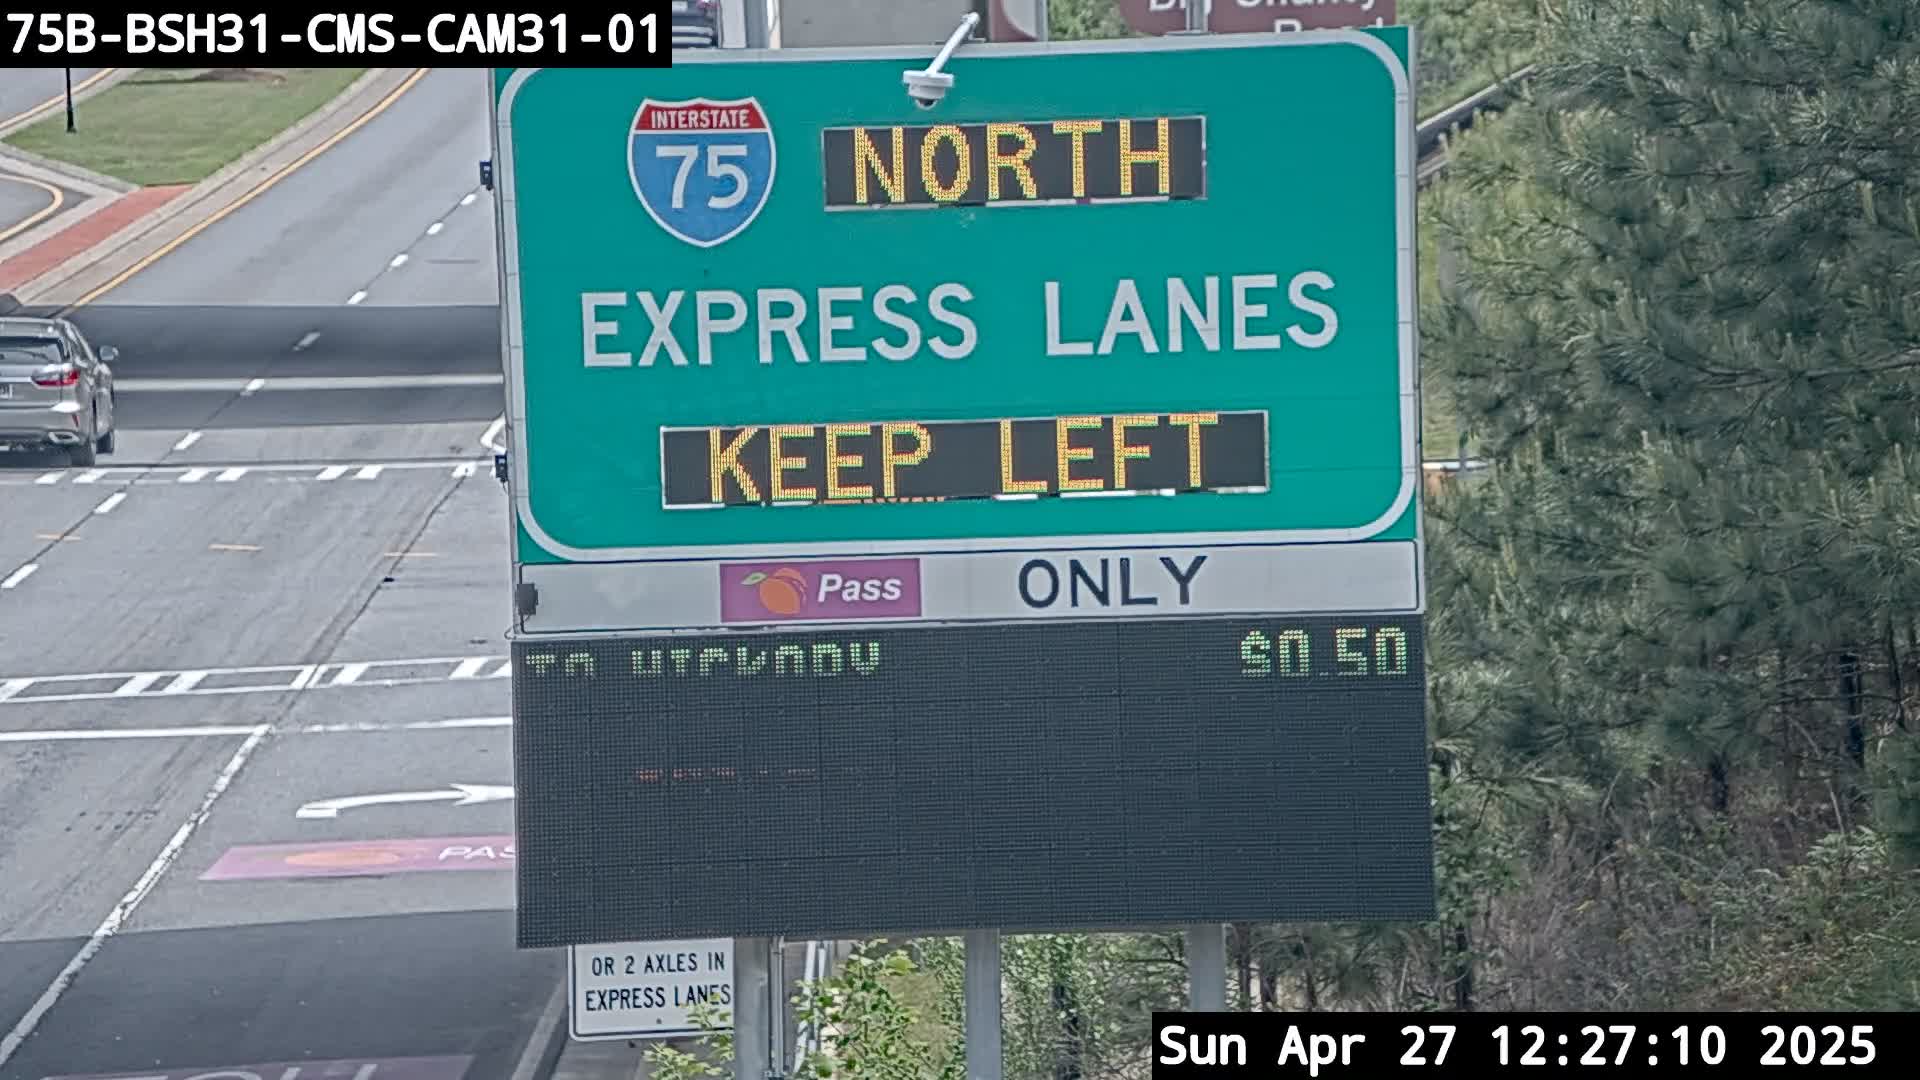 75B-BSH31-CMS-CAM31-01
INTERSTATE
75
NORTH
EXPRESS LANES
KEEP LEFT
Pass ONLY
$0.50
OR 2 AXLES IN
EXPRESS LANES
Sun Apr 27 12:27:10 2025